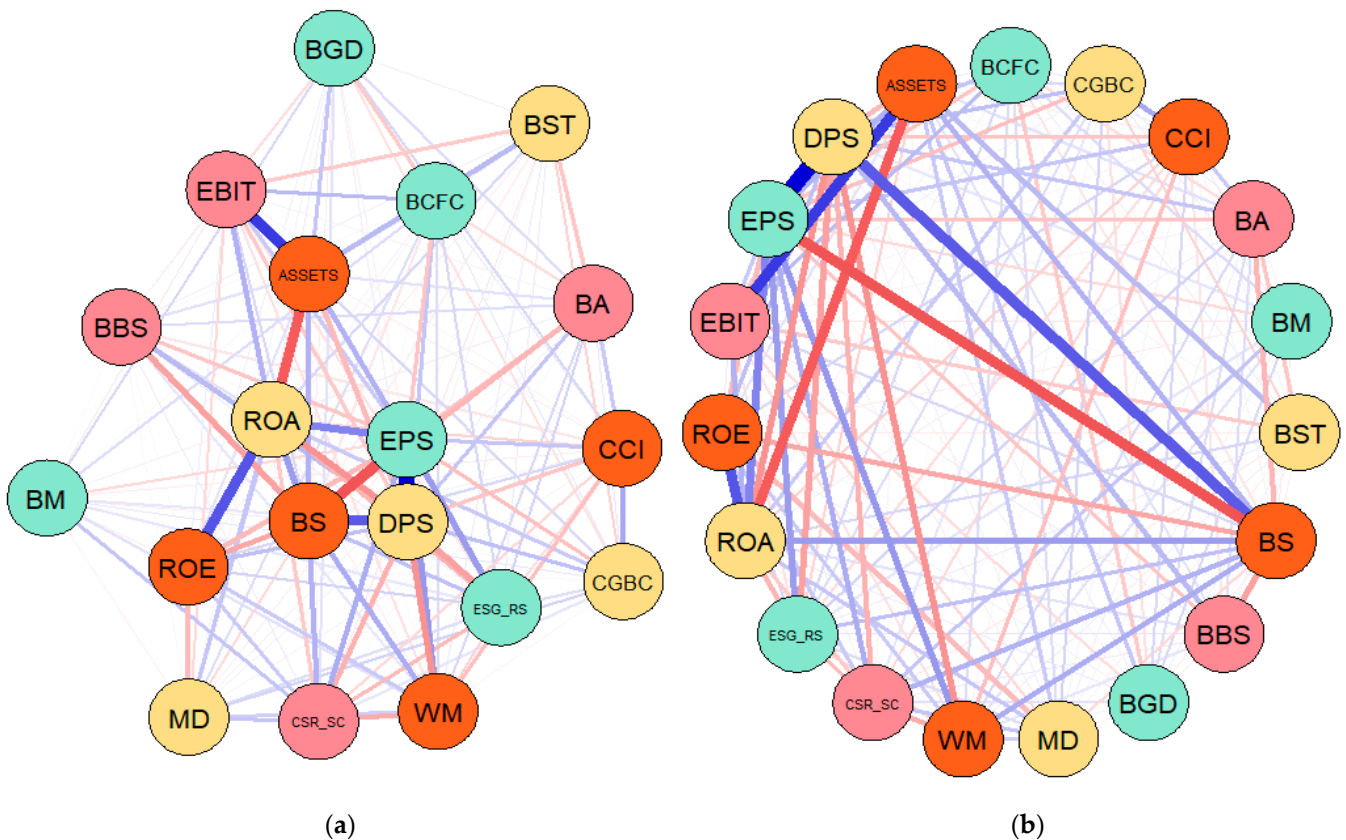 BGD
BST
EBIT
BCFC
ASSETS
BBS
BA
ROA
EPS
CCI
BM
BS
DPS
ROE
CGBC
ESG_RS
MD
CSR_SC
WM
(a)
BCFC
ASSETS
CGBC
DPS
CCI
EPS
BA
EBIT
BM
ROE
BST
ROA
BS
ESG_RS
BBS
CSR_SC
BGD
WM
MD
(b)